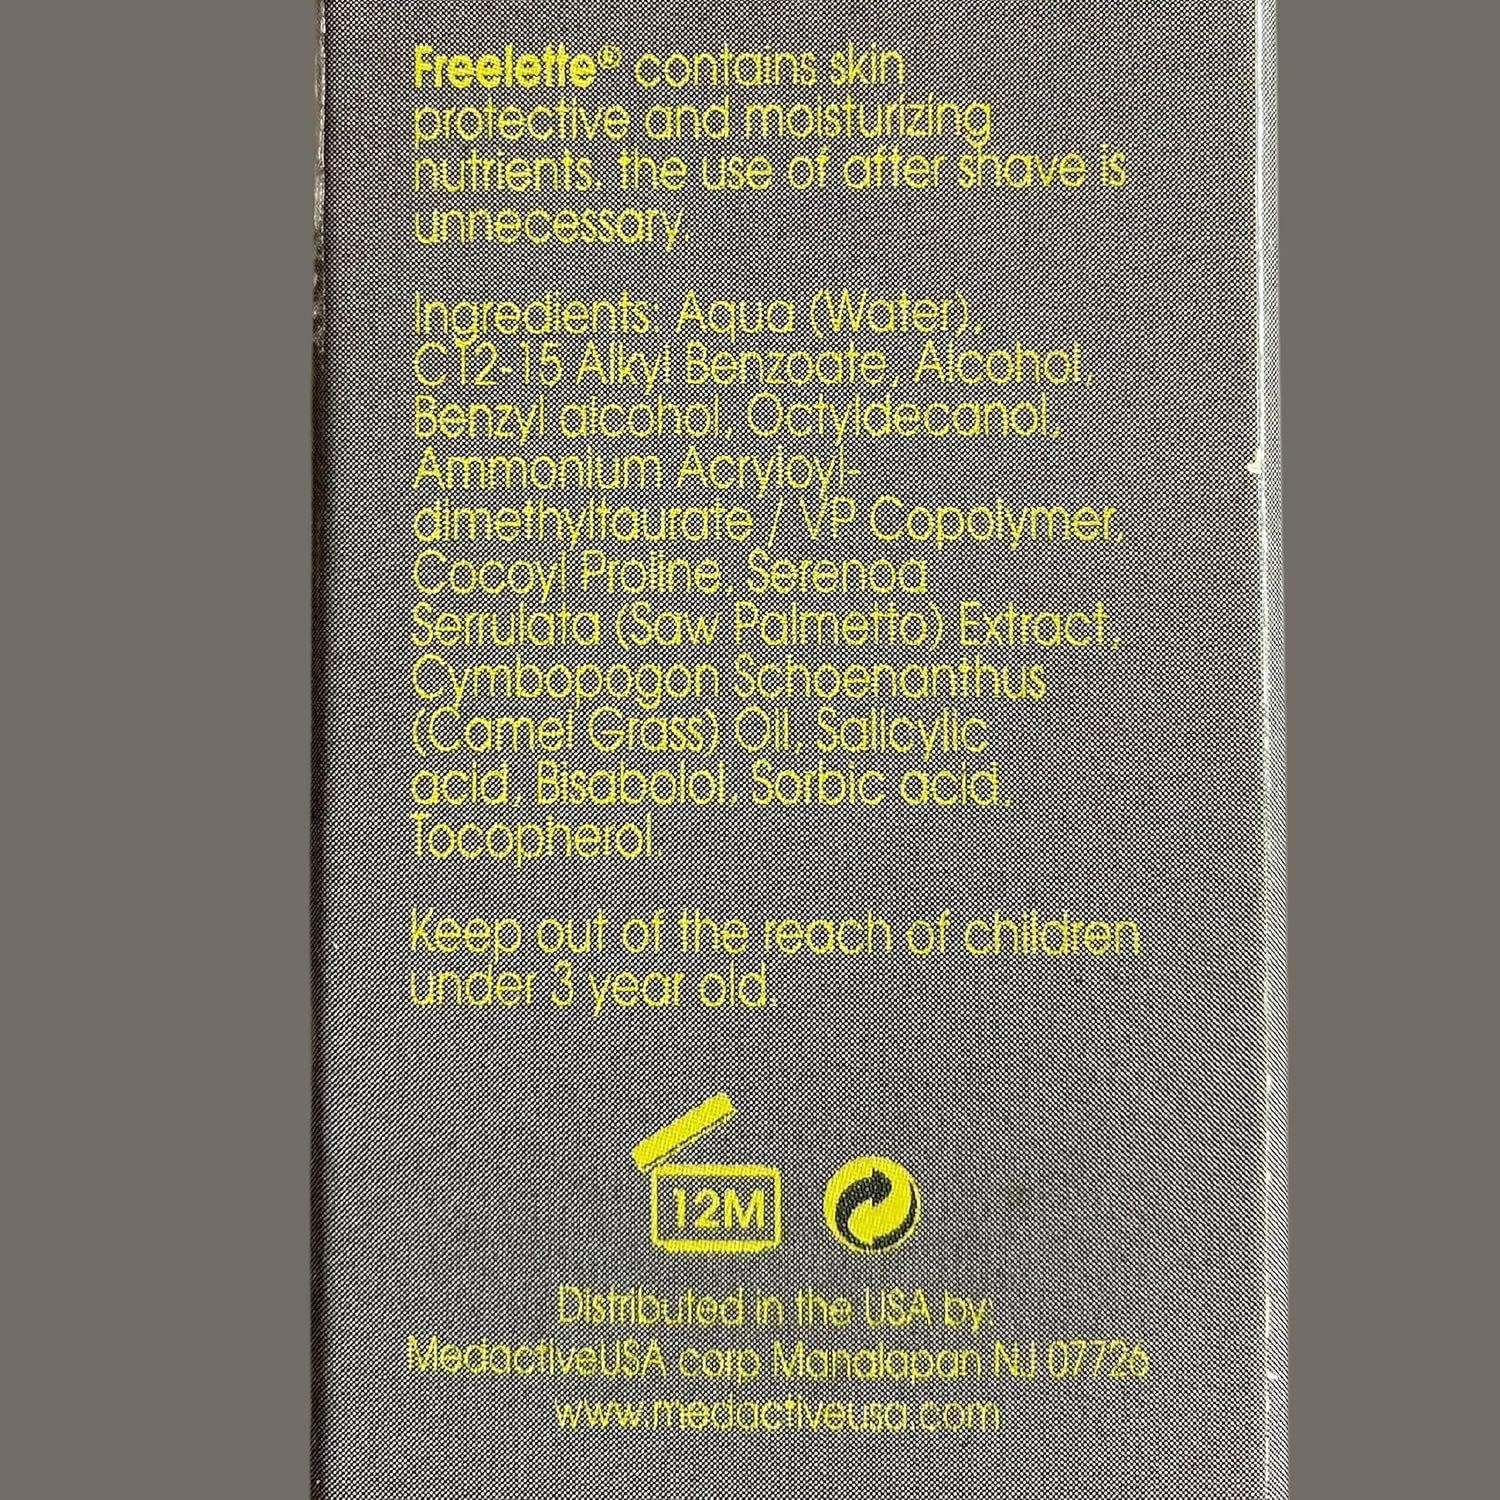 Freelette® contains skin
protective and moisturizing
nutrients. the use of after shave is
unnecessary.
Ingredients: Aqua (Water),
C12-15 Alkyl Benzoate, Alcohol,
Benzyl alcohol, Octyldecanol,
Ammonium Acryloyl-
dimethyltaurate / VP Copolymer,
Cocoyl Proline, Serenoa
Serrulata (Saw Palmetto) Extract,
Cymbopogon Schoenanthus
(Camel Grass) Oil, Salicylic
acid, Bisabolol, Sorbic acid,
Tocopherol.
Keep out of the reach of children
under 3 year old.
12M
Distributed in the USA by:
MedactiveUSA corp Manalapan NJ 07726
www.medactiveusa.com